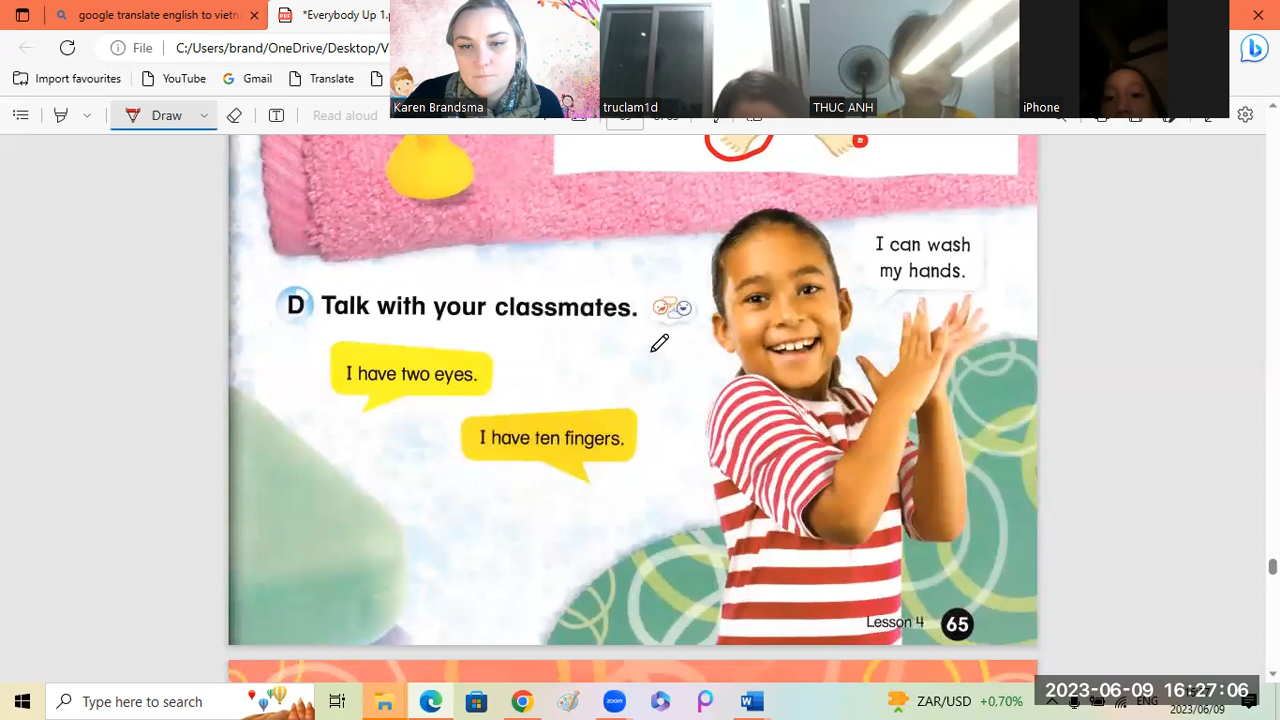 google translate english to vietn
*Everybody Up 1.p
File
C:/Users/brand/OneDrive/Desktop/V
Import favourites
YouTube
Gmail
Translate
Draw
Read aloud
Karen Brandsma
truclam1d
THUC ANH
iPhone
I can wash
my hands.
D Talk with your classmates.
I have two eyes.
I have ten fingers.
Lesson 4
65
Type here to search
ZAR/USD
+0,70%
ENG
2023-06-09 16:27:06
2023/06/09